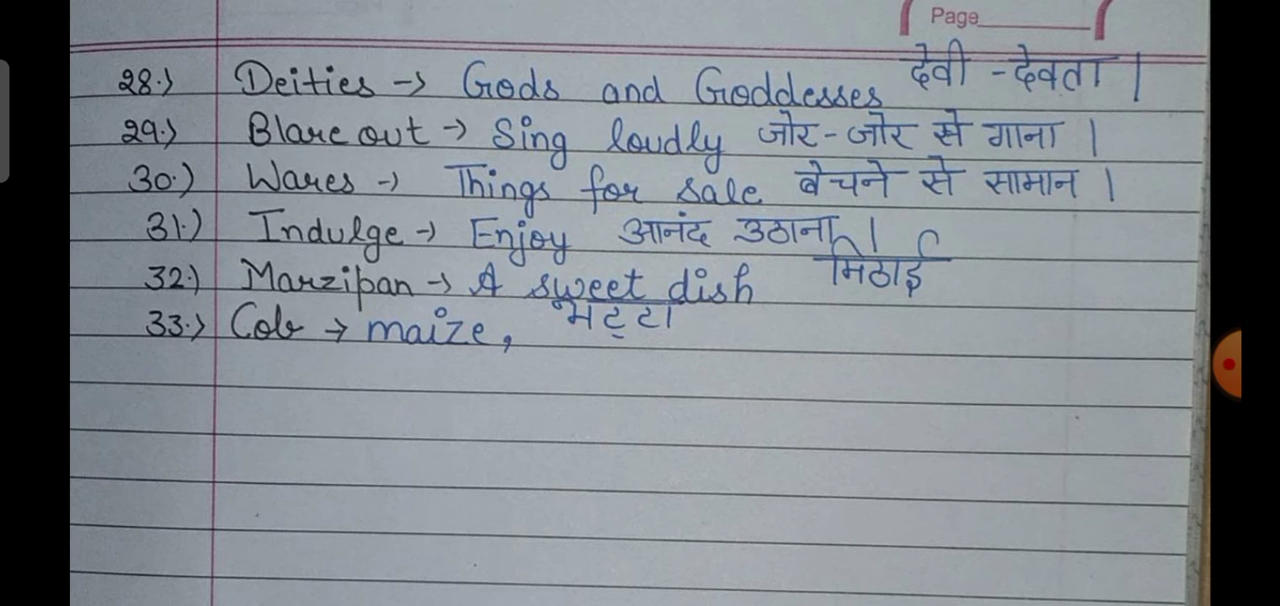 Page
28.) Deities → Gods and Goddesses देवी - देवता |
29.) Blare out → Sing loudly जोर - जोर से गाना |
30.) Wares → Things for sale बेचने से सामान |
31.) Indulge → Enjoy आनंद उठाना |
32.) Marzipan → A sweet dish मिठाई
33.) Cob → maize, भुट्टा